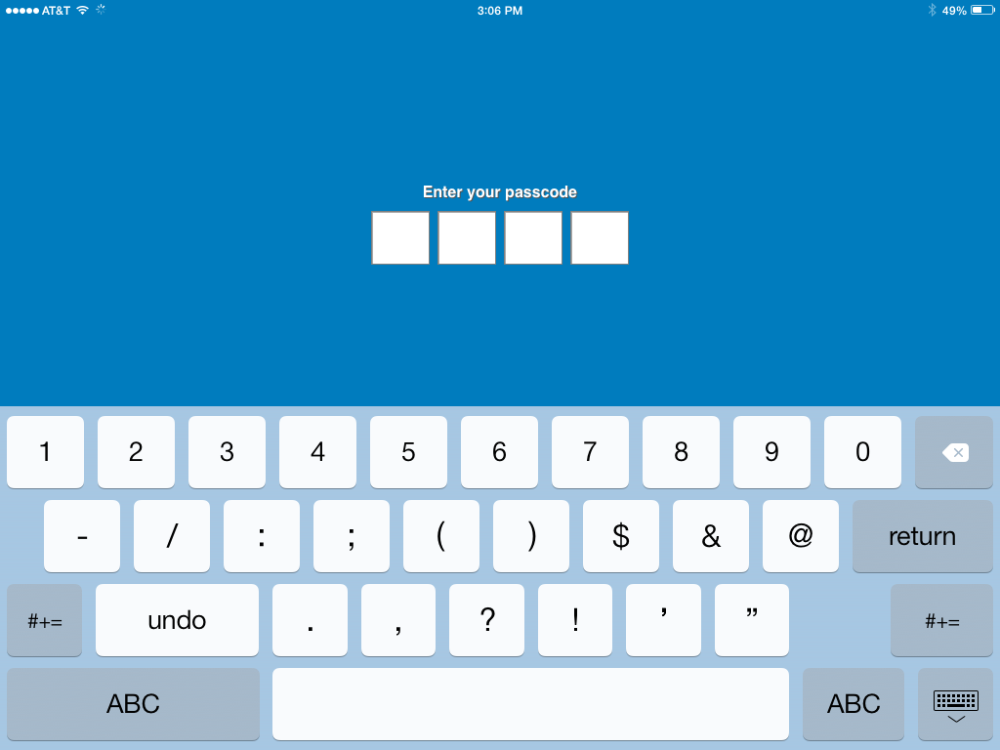 AT&T 3:06 PM 49%
Enter your passcode
1 2 3 4 5 6 7 8 9 0
- / : ; ( ) $ & @ return
#+= undo . , ? ! ’ ” #+=
ABC ABC